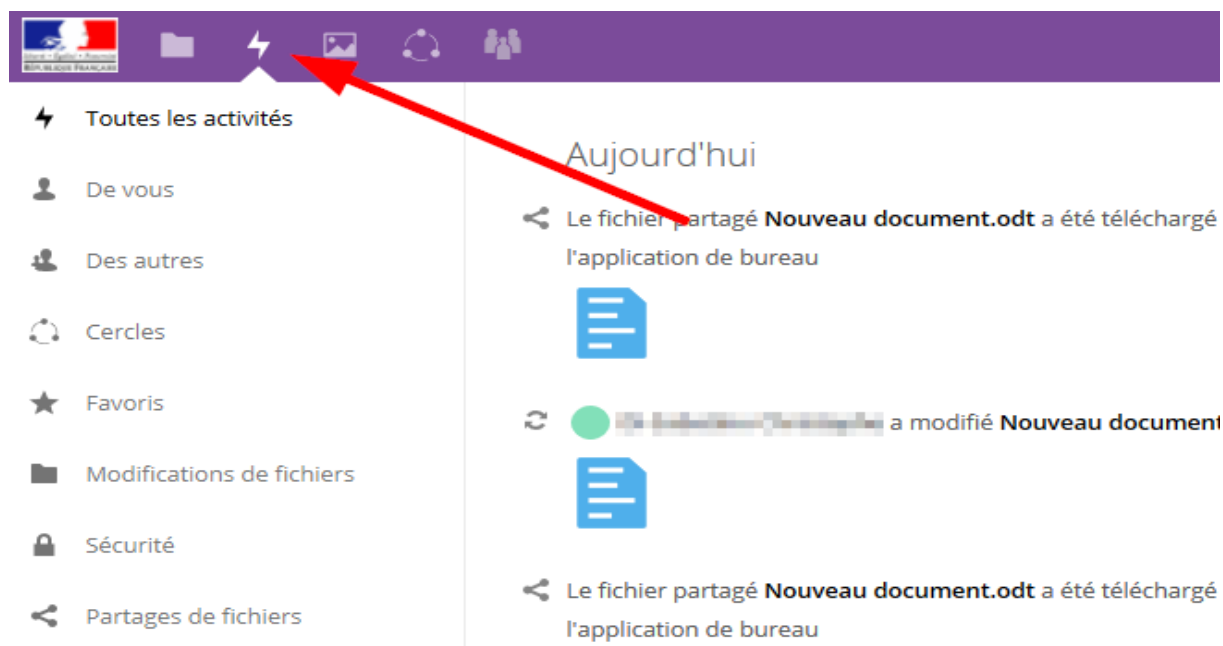 RÉPUBLIQUE FRANÇAISE
Toutes les activités
De vous
Des autres
Cercles
Favoris
Modifications de fichiers
Sécurité
Partages de fichiers
Aujourd'hui
Le fichier partagé Nouveau document.odt a été téléchargé
l'application de bureau
a modifié Nouveau document
Le fichier partagé Nouveau document.odt a été téléchargé
l'application de bureau